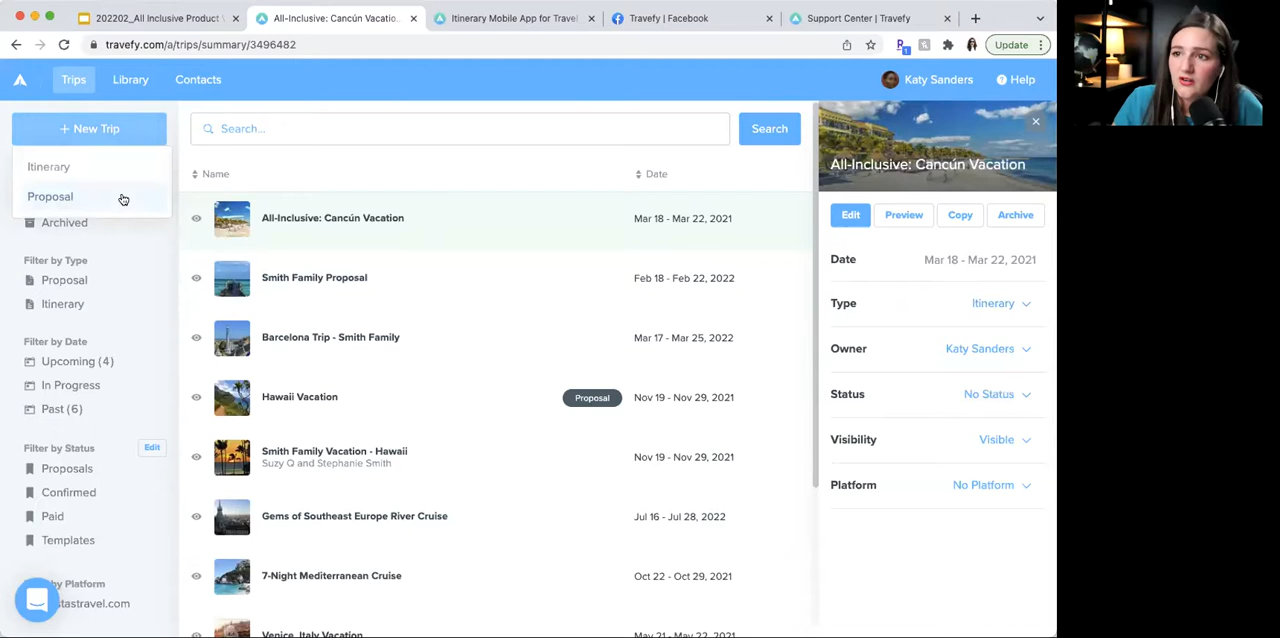 202202_All Inclusive Product
All-Inclusive: Cancún Vacatio
Itinerary Mobile App for Travel
Travefy | Facebook
Support Center | Travefy
travefy.com/a/trips/summary/3496482
Update
Trips
Library
Contacts
Katy Sanders
Help
+ New Trip
Itinerary
Proposal
Archived
Filter by Type
Proposal
Itinerary
Filter by Date
Upcoming (4)
In Progress
Past (6)
Filter by Status
Edit
Proposals
Confirmed
Paid
Templates
Platform
stastravel.com
Search...
Search
Name
Date
All-Inclusive: Cancún Vacation
Mar 18 - Mar 22, 2021
Smith Family Proposal
Feb 18 - Feb 22, 2022
Barcelona Trip - Smith Family
Mar 17 - Mar 25, 2022
Hawaii Vacation
Proposal
Nov 19 - Nov 29, 2021
Smith Family Vacation - Hawaii
Suzy Q and Stephanie Smith
Nov 19 - Nov 29, 2021
Gems of Southeast Europe River Cruise
Jul 16 - Jul 28, 2022
7-Night Mediterranean Cruise
Oct 22 - Oct 29, 2021
Venice, Italy Vacation
May 21 - May 22, 2022
All-Inclusive: Cancún Vacation
Edit
Preview
Copy
Archive
Date
Mar 18 - Mar 22, 2021
Type
Itinerary
Owner
Katy Sanders
Status
No Status
Visibility
Visible
Platform
No Platform